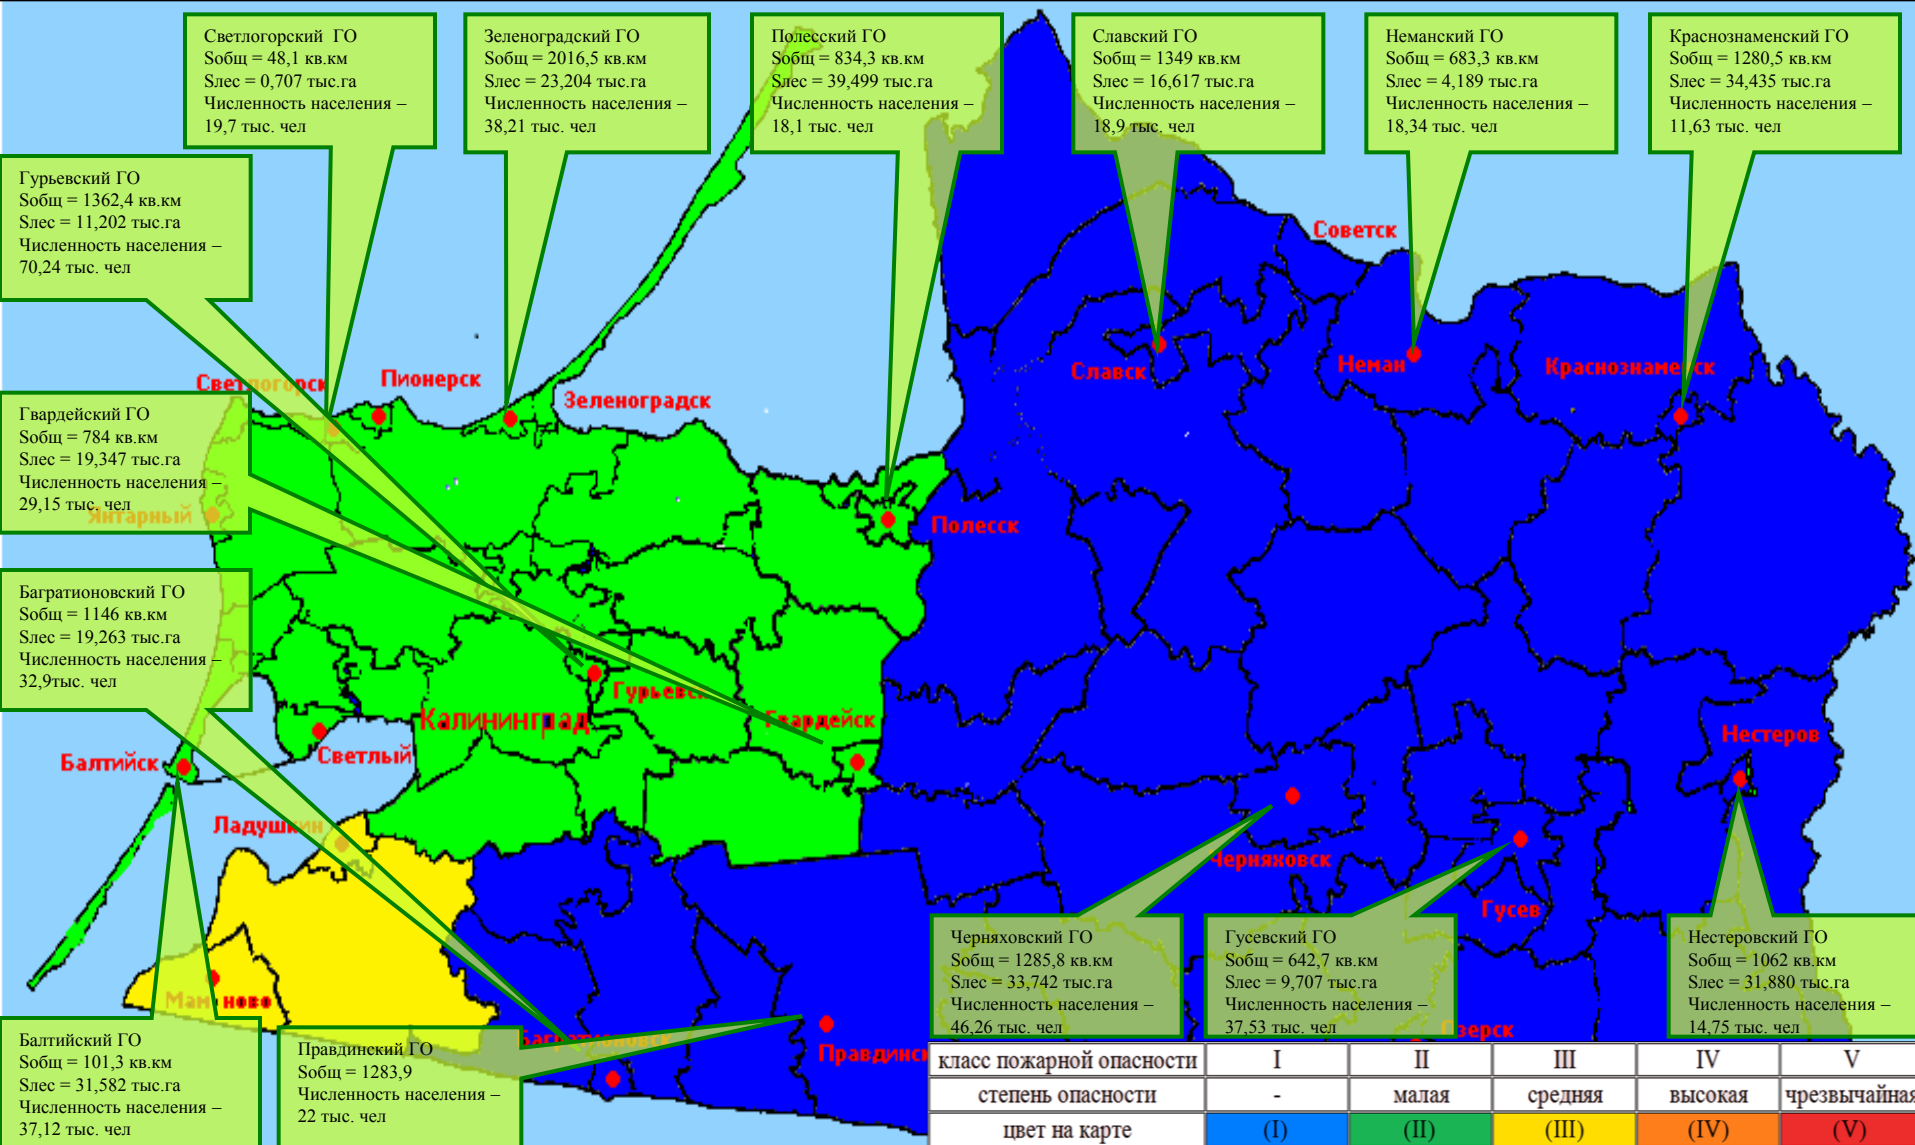 Светлогорский ГО
Sобщ = 48,1 кв.км
Sлес = 0,707 тыс.га
Численность населения –
19,7 тыс. чел
Зеленоградский ГО
Sобщ = 2016,5 кв.км
Sлес = 23,204 тыс.га
Численность населения –
38,21 тыс. чел
Полесский ГО
Sобщ = 834,3 кв.км
Sлес = 39,499 тыс.га
Численность населения –
18,1 тыс. чел
Славский ГО
Sобщ = 1349 кв.км
Sлес = 16,617 тыс.га
Численность населения –
18,9 тыс. чел
Неманский ГО
Sобщ = 683,3 кв.км
Sлес = 4,189 тыс.га
Численность населения –
18,34 тыс. чел
Краснознаменский ГО
Sобщ = 1280,5 кв.км
Sлес = 34,435 тыс.га
Численность населения –
11,63 тыс. чел
Гурьевский ГО
Sобщ = 1362,4 кв.км
Sлес = 11,202 тыс.га
Численность населения –
70,24 тыс. чел
Советск
Светлогорск
Пионерск
Зеленоградск
Славск
Неман
Краснознаменск
Гвардейский ГО
Sобщ = 784 кв.км
Sлес = 19,347 тыс.га
Численность населения –
29,15 тыс. чел
Янтарный
Полесск
Багратионовский ГО
Sобщ = 1146 кв.км
Sлес = 19,263 тыс.га
Численность населения –
32,9тыс. чел
Гурьевск
Калининград
Гвардейск
Нестеров
Балтийск
Светлый
Ладушкин
Черняховск
Гусев
Мамоново
Багратионовск
Правдинск
Озерск
Черняховский ГО
Sобщ = 1285,8 кв.км
Sлес = 33,742 тыс.га
Численность населения –
46,26 тыс. чел
Гусевский ГО
Sобщ = 642,7 кв.км
Sлес = 9,707 тыс.га
Численность населения –
37,53 тыс. чел
Нестеровский ГО
Sобщ = 1062 кв.км
Sлес = 31,880 тыс.га
Численность населения –
14,75 тыс. чел
Балтийский ГО
Sобщ = 101,3 кв.км
Sлес = 31,582 тыс.га
Численность населения –
37,12 тыс. чел
Правдинский ГО
Sобщ = 1283,9
Численность населения –
22 тыс. чел
класс пожарной опасности I II III IV V
степень опасности - малая средняя высокая чрезвычайная
цвет на карте (I) (II) (III) (IV) (V)